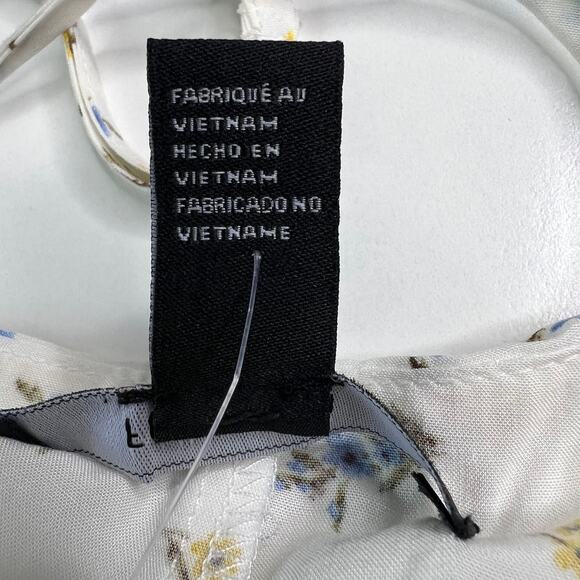 FABRIQUÉ AU
VIETNAM
HECHO EN
VIETNAM
FABRICADO NO
VIETNAME